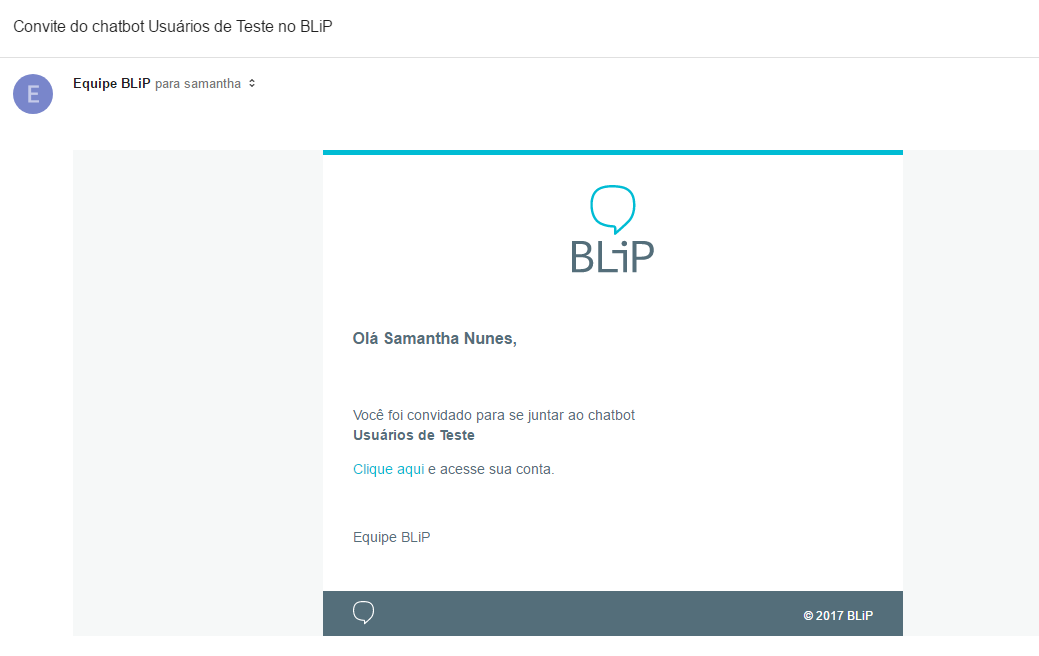 Convite do chatbot Usuários de Teste no BLiP
E
Equipe BLiP para samantha
BLiP
Olá Samantha Nunes,
Você foi convidado para se juntar ao chatbot
Usuários de Teste
Clique aqui e acesse sua conta.
Equipe BLiP
© 2017 BLiP